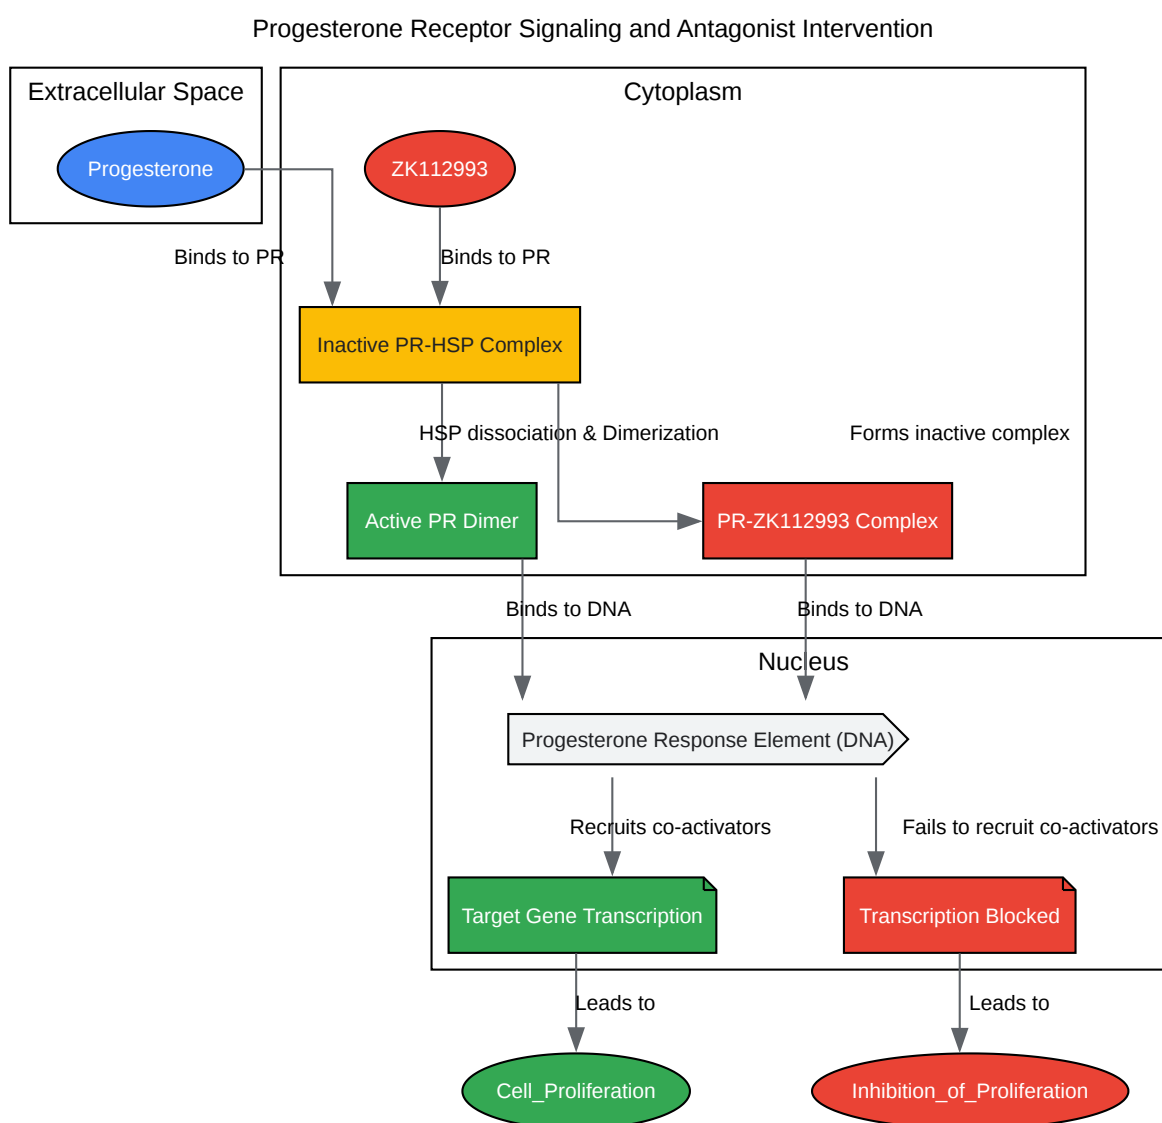 Progesterone Receptor Signaling and Antagonist Intervention
Extracellular Space
Cytoplasm
Progesterone
ZK112993
Binds to PR
Binds to PR
Inactive PR-HSP Complex
HSP dissociation & Dimerization
Forms inactive complex
Active PR Dimer
PR-ZK112993 Complex
Binds to DNA
Binds to DNA
Nucleus
Progesterone Response Element (DNA)
Recruits co-activators
Fails to recruit co-activators
Target Gene Transcription
Transcription Blocked
Leads to
Leads to
Cell_Proliferation
Inhibition_of_Proliferation